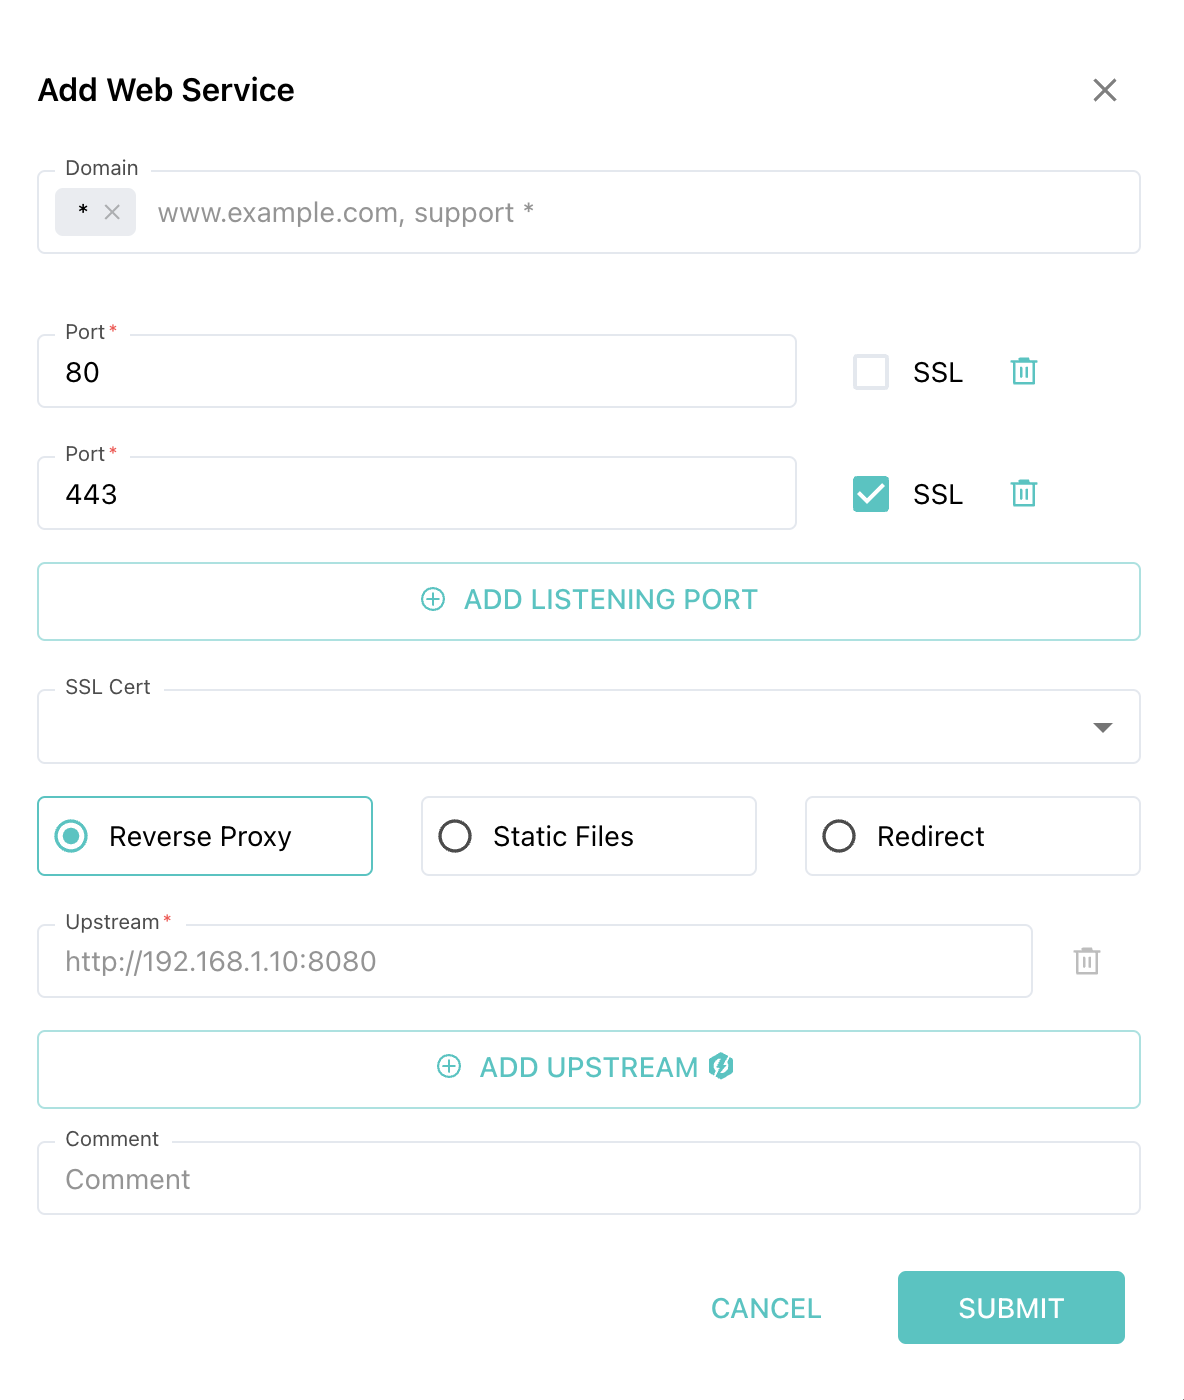 Add Web Service
Domain
* www.example.com, support *
Port*
80 SSL
Port*
443 SSL
ADD LISTENING PORT
SSL Cert
Reverse Proxy Static Files Redirect
Upstream*
http://192.168.1.10:8080
ADD UPSTREAM
Comment
Comment
CANCEL SUBMIT